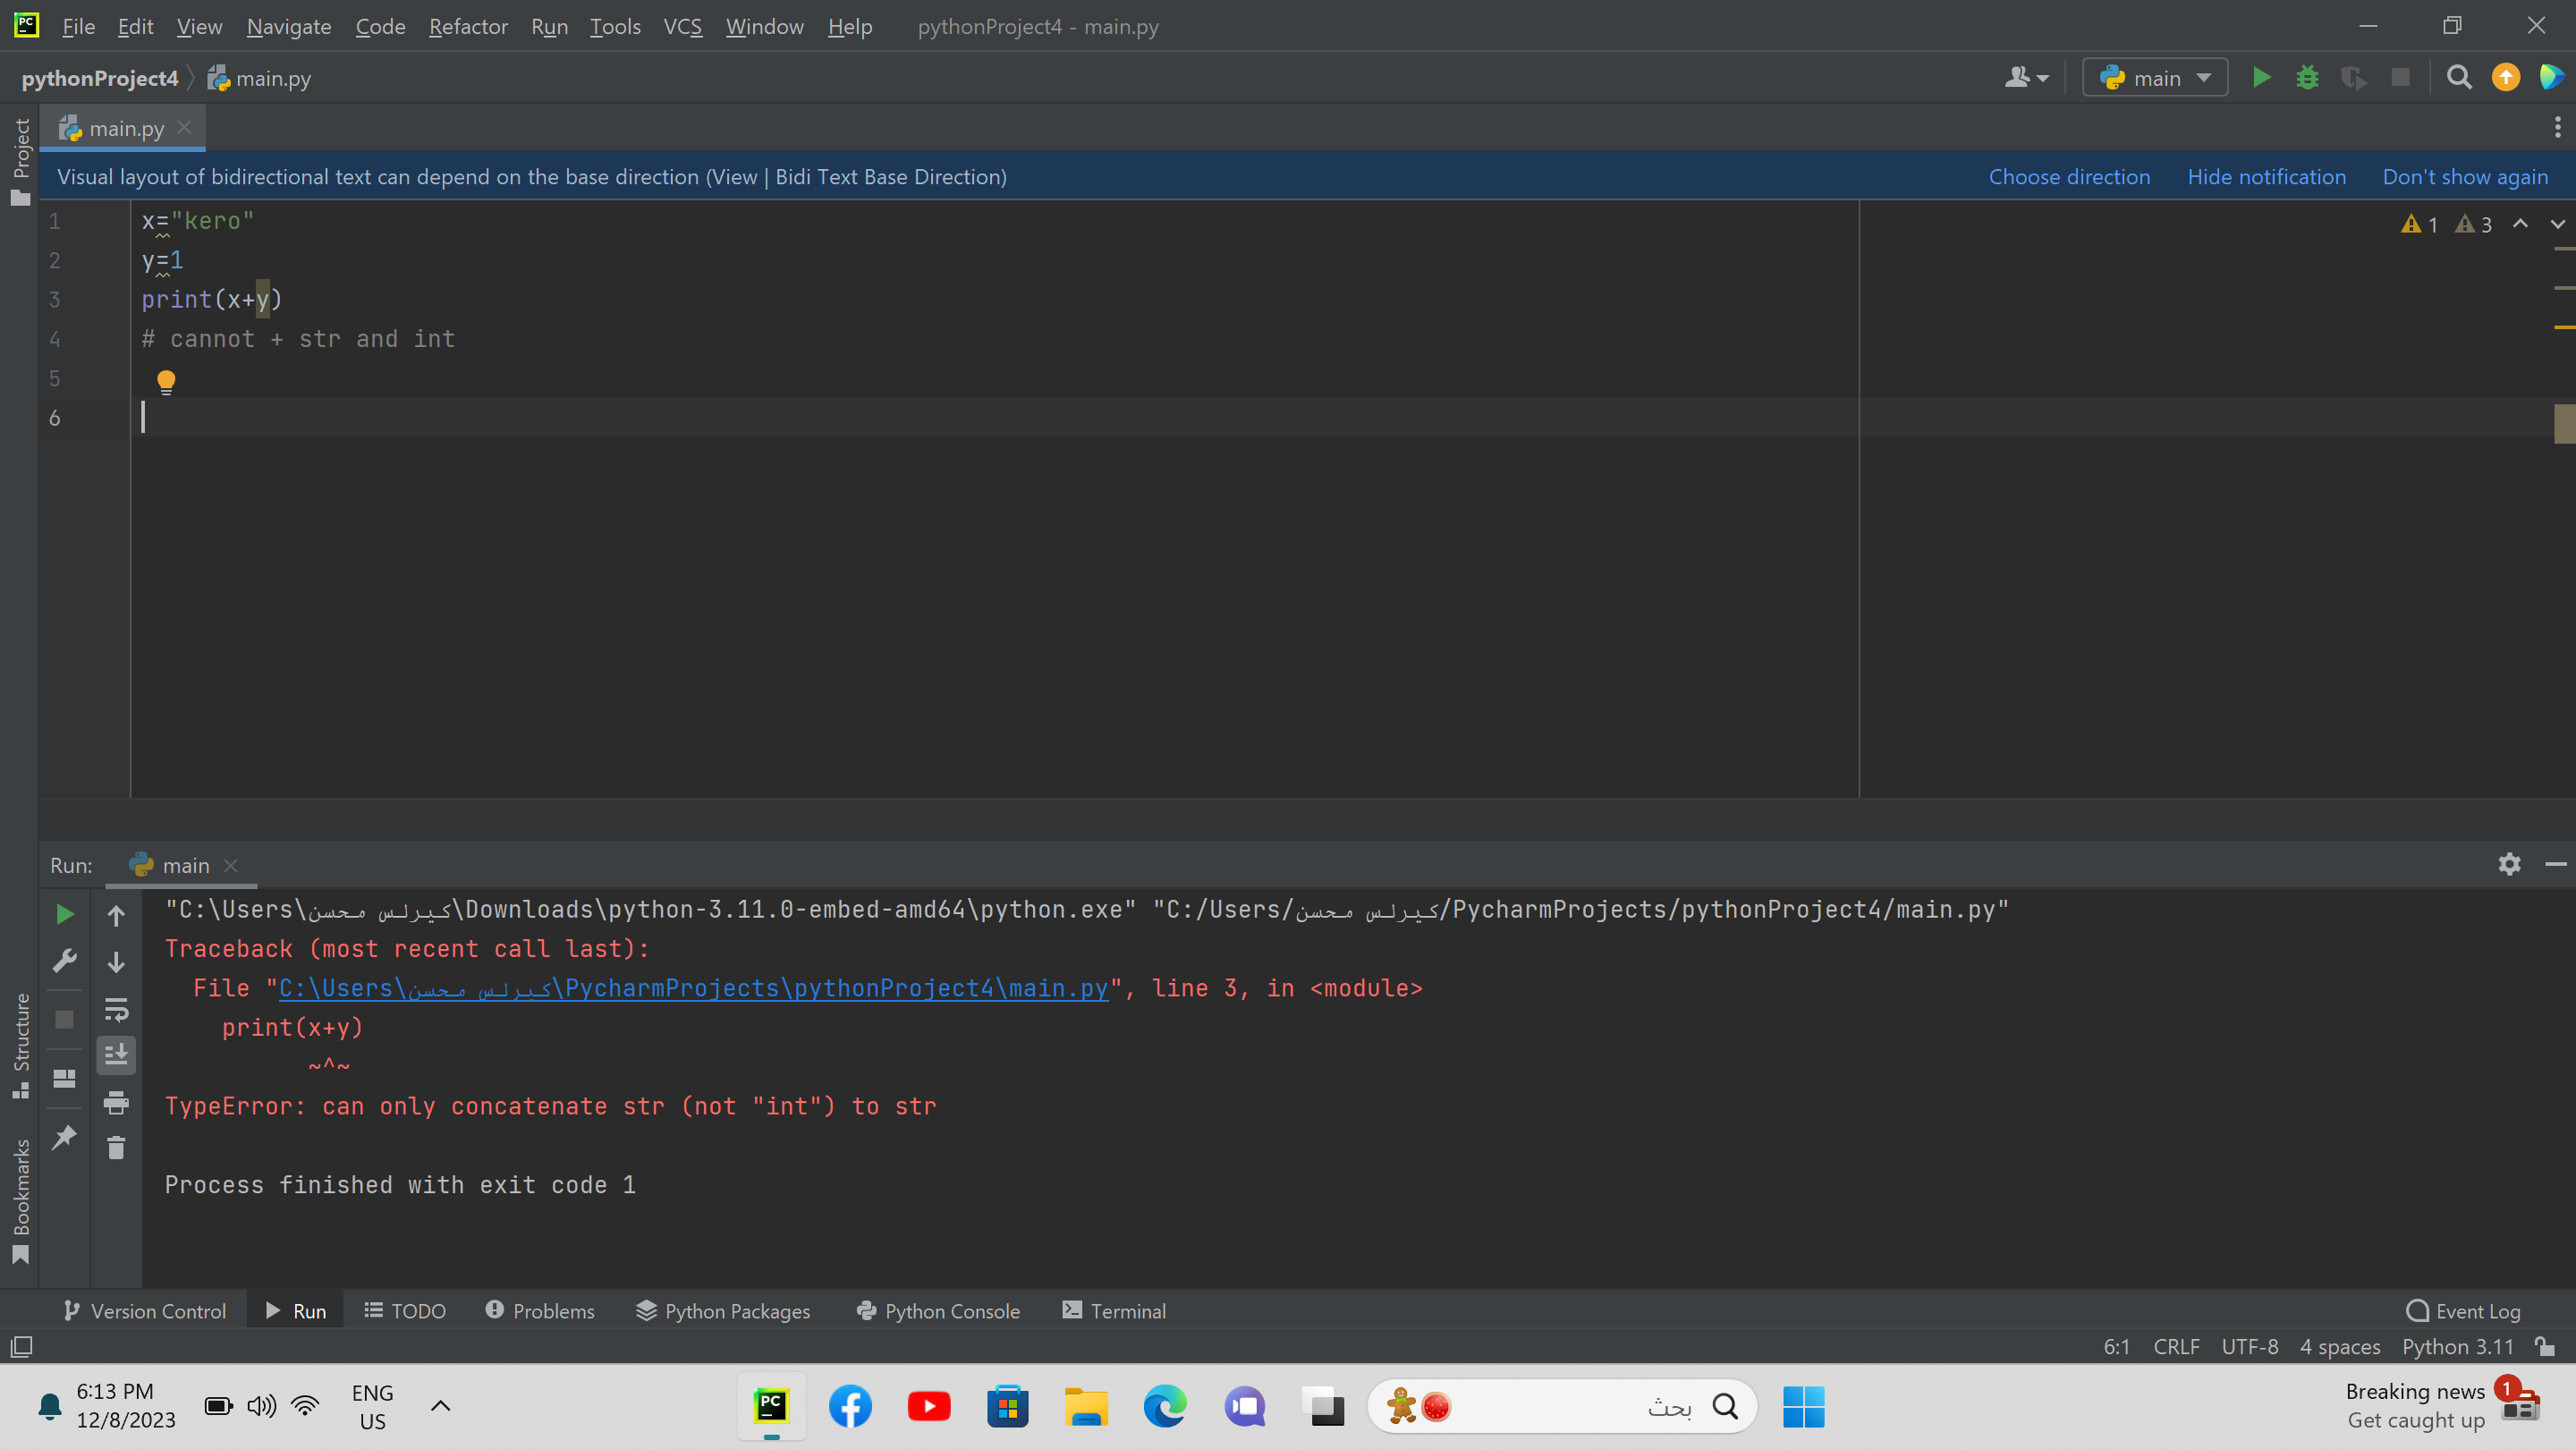 PC File Edit View Navigate Code Refactor Run Tools VCS Window Help pythonProject4 - main.py
pythonProject4 main.py main
Project
main.py
Visual layout of bidirectional text can depend on the base direction (View | Bidi Text Base Direction) Choose direction Hide notification Don't show again
1 x="kero" 1 3
2 y=1
3 print(x+y)
4 # cannot + str and int
5
6
Run: main
"C:\Users\كيرلس محسن\Downloads\python-3.11.0-embed-amd64\python.exe" "C:/Users/كيرلس محسن/PycharmProjects/pythonProject4/main.py"
Traceback (most recent call last):
File "C:\Users\كيرلس محسن\PycharmProjects\pythonProject4\main.py", line 3, in <module>
print(x+y)
~^~
TypeError: can only concatenate str (not "int") to str
Process finished with exit code 1
Structure
Bookmarks
Version Control Run TODO Problems Python Packages Python Console Terminal Event Log
6:1 CRLF UTF-8 4 spaces Python 3.11
6:13 PM
12/8/2023
ENG
US
PC
بحث
Breaking news 1
Get caught up